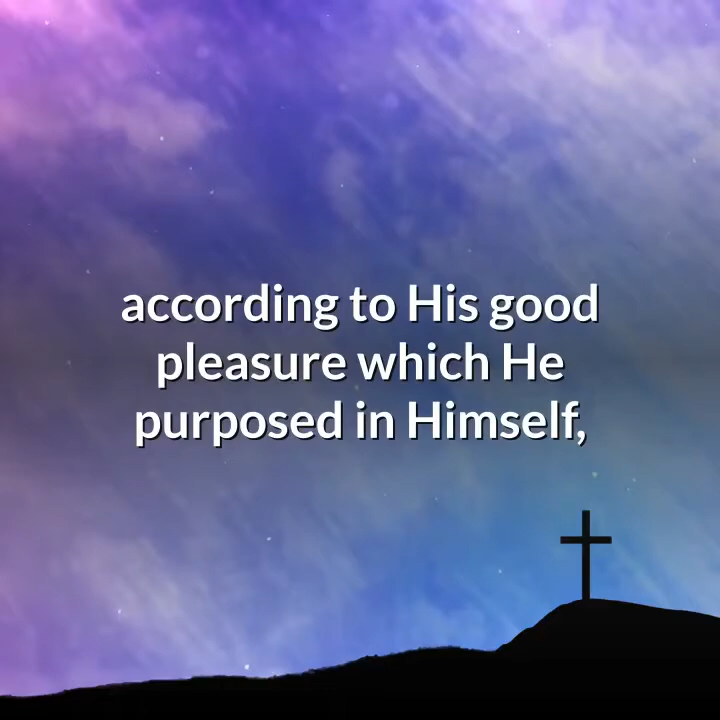 according to His good
pleasure which He
purposed in Himself,